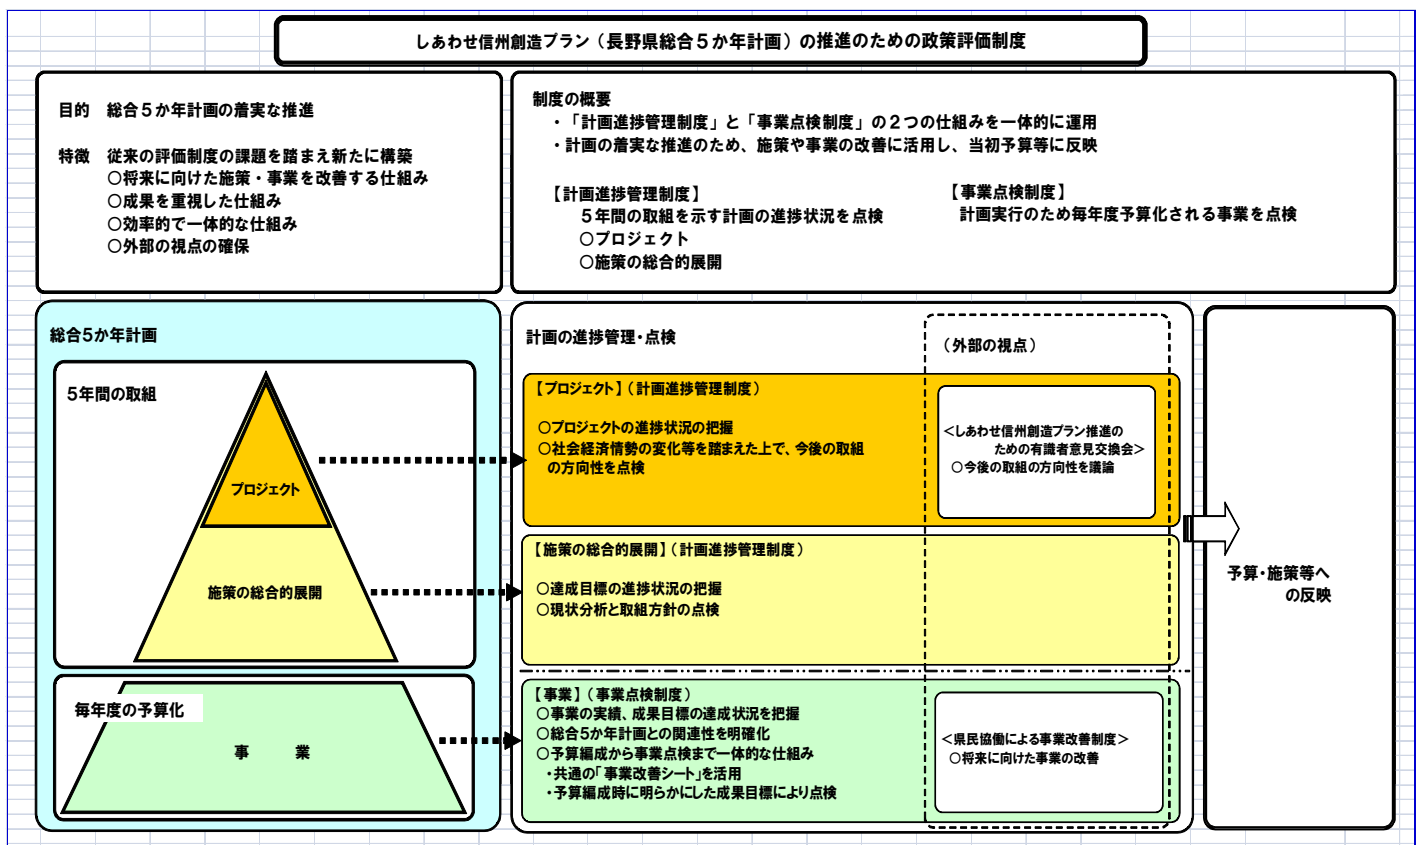 しあわせ信州創造プラン（長野県総合５か年計画）の推進のための政策評価制度
目的　総合５か年計画の着実な推進
特徴　従来の評価制度の課題を踏まえ新たに構築
○将来に向けた施策・事業を改善する仕組み
○成果を重視した仕組み
○効率的で一体的な仕組み
○外部の視点の確保
制度の概要
・「計画進捗管理制度」と「事業点検制度」の２つの仕組みを一体的に運用
・計画の着実な推進のため、施策や事業の改善に活用し、当初予算等に反映
【計画進捗管理制度】
５年間の取組を示す計画の進捗状況を点検
○プロジェクト
○施策の総合的展開
【事業点検制度】
計画実行のため毎年度予算化される事業を点検
総合5か年計画
5年間の取組
プロジェクト
施策の総合的展開
毎年度の予算化
事　　業
計画の進捗管理・点検
（外部の視点）
【プロジェクト】（計画進捗管理制度）
○プロジェクトの進捗状況の把握
○社会経済情勢の変化等を踏まえた上で、今後の取組
の方向性を点検
＜しあわせ信州創造プラン推進の
ための有識者意見交換会＞
○今後の取組の方向性を議論
【施策の総合的展開】（計画進捗管理制度）
○達成目標の進捗状況の把握
○現状分析と取組方針の点検
【事業】（事業点検制度）
○事業の実績、成果目標の達成状況を把握
○総合5か年計画との関連性を明確化
○予算編成から事業点検まで一体的な仕組み
・共通の「事業改善シート」を活用
・予算編成時に明らかにした成果目標により点検
＜県民協働による事業改善制度＞
○将来に向けた事業の改善
予算・施策等へ
の反映